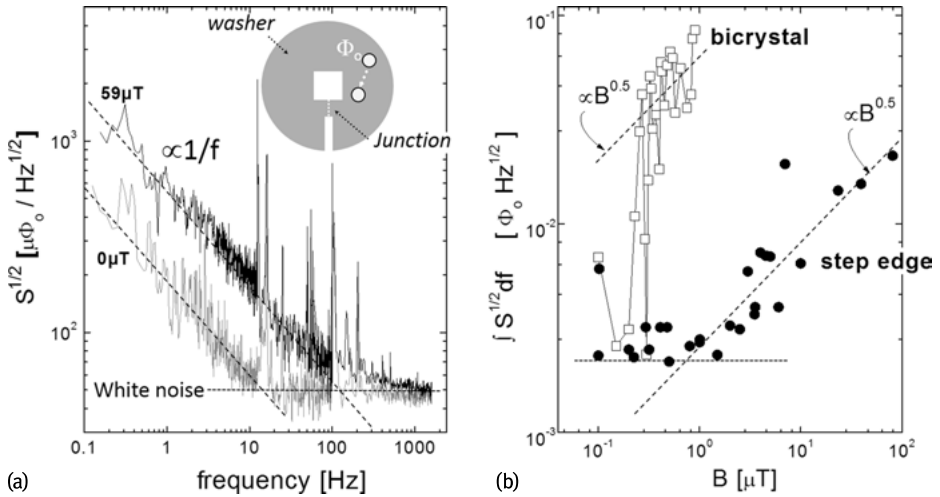 washer
Φₒ
Junction
59μT
∝1/f
0μT
White noise
S^1/2 [μΦₒ / Hz^1/2]
10^3
10^2
0.1 1 10 100 1000
frequency [Hz]
(a)
bicrystal
∝B^0.5
∝B^0.5
step edge
∫ S^1/2 df [ Φₒ Hz^1/2]
10^-1
10^-2
10^-3
10^-1 10^0 10^1 10^2
B [μT]
(b)